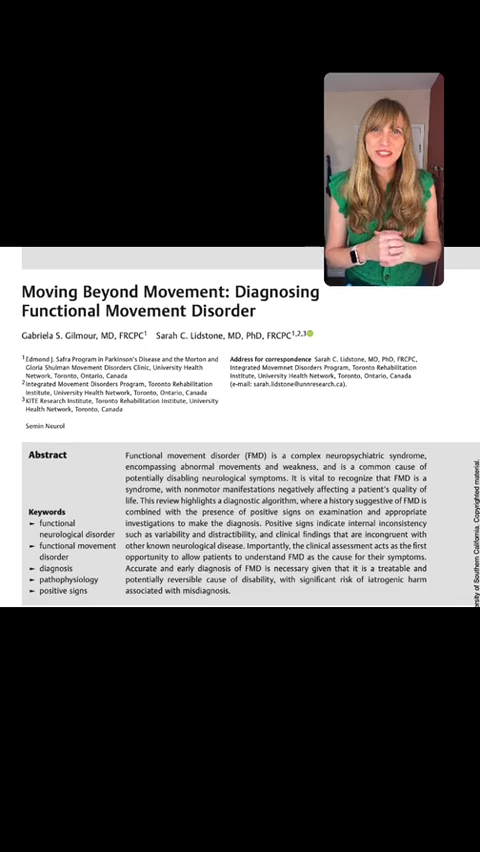 Moving Beyond Movement: Diagnosing
Functional Movement Disorder
Gabriela S. Gilmour, MD, FRCPC1 Sarah C. Lidstone, MD, PhD, FRCPC1,2,3
1 Edmond J. Safra Program in Parkinson's Disease and the Morton and
Gloria Shulman Movement Disorders Clinic, University Health
Network, Toronto, Ontario, Canada
2 Integrated Movement Disorders Program, Toronto Rehabilitation
Institute, University Health Network, Toronto, Ontario, Canada
3 KITE Research Institute, Toronto Rehabilitation Institute, University
Health Network, Toronto, Canada
Semin Neurol
Address for correspondence Sarah C. Lidstone, MD, PhD, FRCPC,
Integrated Movemnet Disorders Program, Toronto Rehabilitation
Institute, University Health Network, Toronto, Ontario, Canada
(e-mail: sarah.lidstone@unnresearch.ca).
Abstract
Keywords
► functional
neurological disorder
► functional movement
disorder
► diagnosis
► pathophysiology
► positive signs
Functional movement disorder (FMD) is a complex neuropsychiatric syndrome,
encompassing abnormal movements and weakness, and is a common cause of
potentially disabling neurological symptoms. It is vital to recognize that FMD is a
syndrome, with nonmotor manifestations negatively affecting a patient's quality of
life. This review highlights a diagnostic algorithm, where a history suggestive of FMD is
combined with the presence of positive signs on examination and appropriate
investigations to make the diagnosis. Positive signs indicate internal inconsistency
such as variability and distractibility, and clinical findings that are incongruent with
other known neurological disease. Importantly, the clinical assessment acts as the first
opportunity to allow patients to understand FMD as the cause for their symptoms.
Accurate and early diagnosis of FMD is necessary given that it is a treatable and
potentially reversible cause of disability, with significant risk of iatrogenic harm
associated with misdiagnosis.
ersity of Southern California. Copyrighted material.